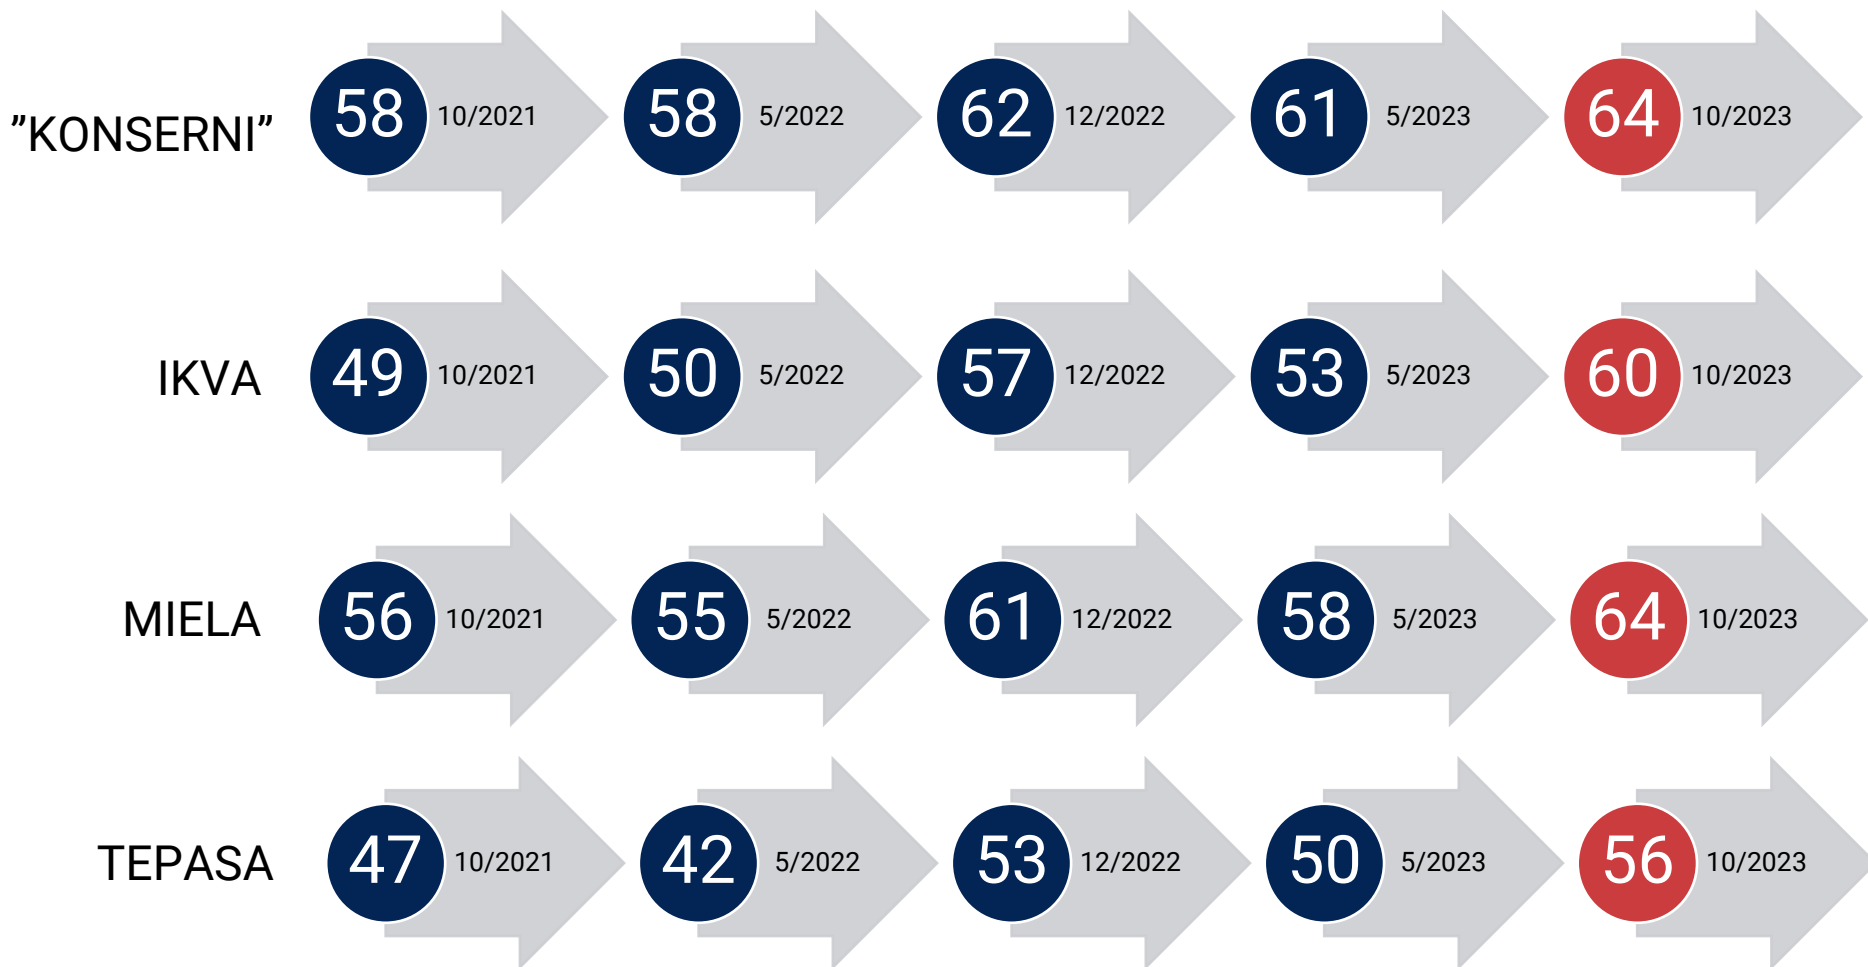 ”KONSERNI” 58 10/2021 58 5/2022 62 12/2022 61 5/2023 64 10/2023
IKVA 49 10/2021 50 5/2022 57 12/2022 53 5/2023 60 10/2023
MIELA 56 10/2021 55 5/2022 61 12/2022 58 5/2023 64 10/2023
TEPASA 47 10/2021 42 5/2022 53 12/2022 50 5/2023 56 10/2023